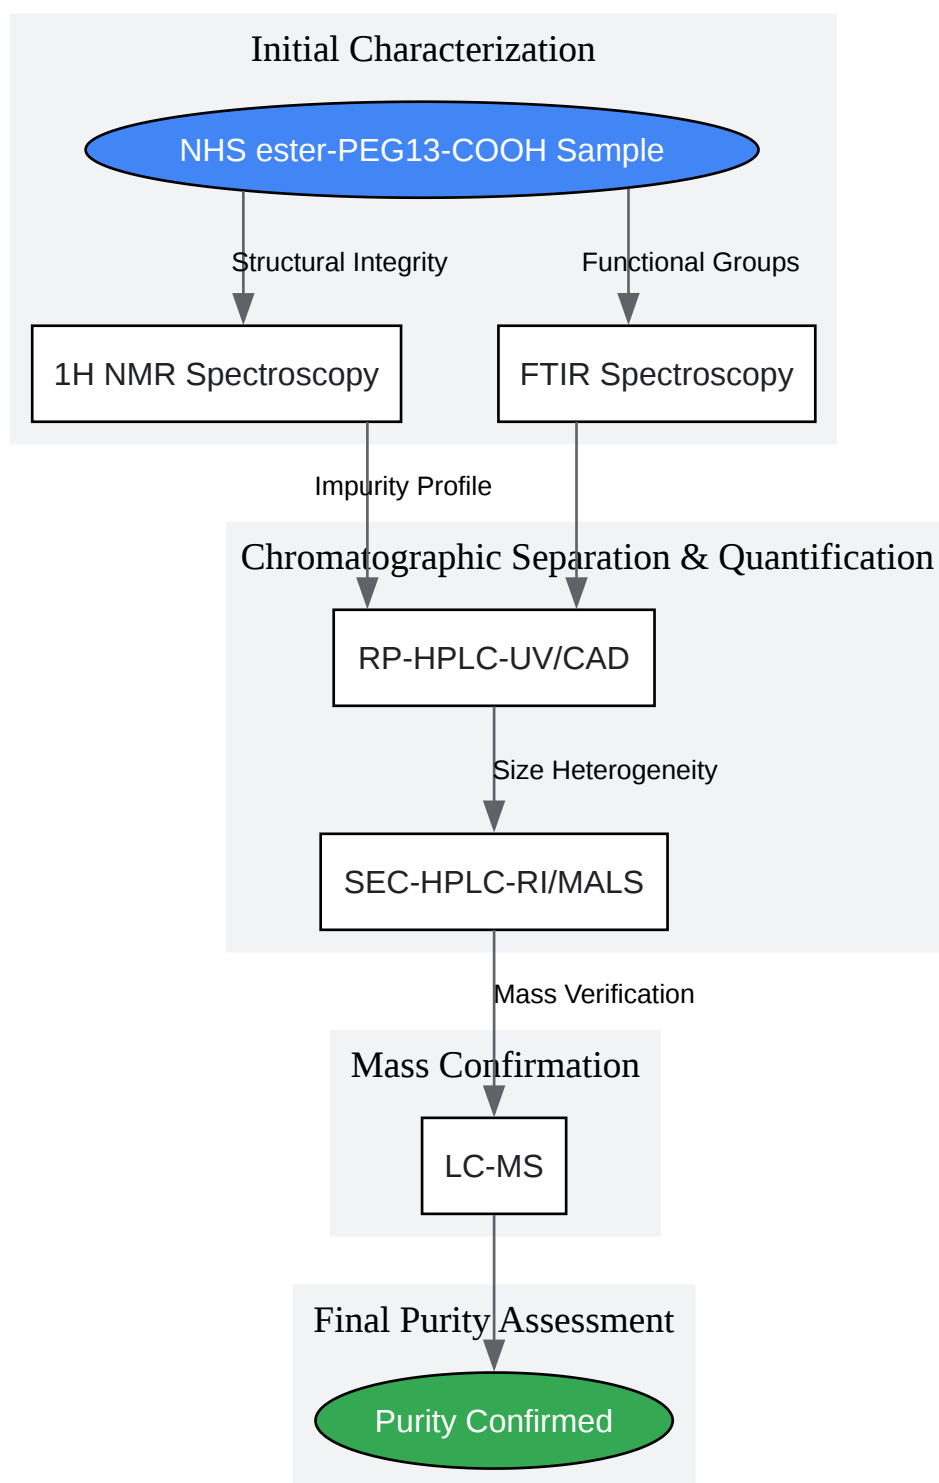 Initial Characterization
NHS ester-PEG13-COOH Sample
Structural Integrity
Functional Groups
1H NMR Spectroscopy
FTIR Spectroscopy
Impurity Profile
Chromatographic Separation & Quantification
RP-HPLC-UV/CAD
Size Heterogeneity
SEC-HPLC-RI/MALS
Mass Verification
Mass Confirmation
LC-MS
Final Purity Assessment
Purity Confirmed